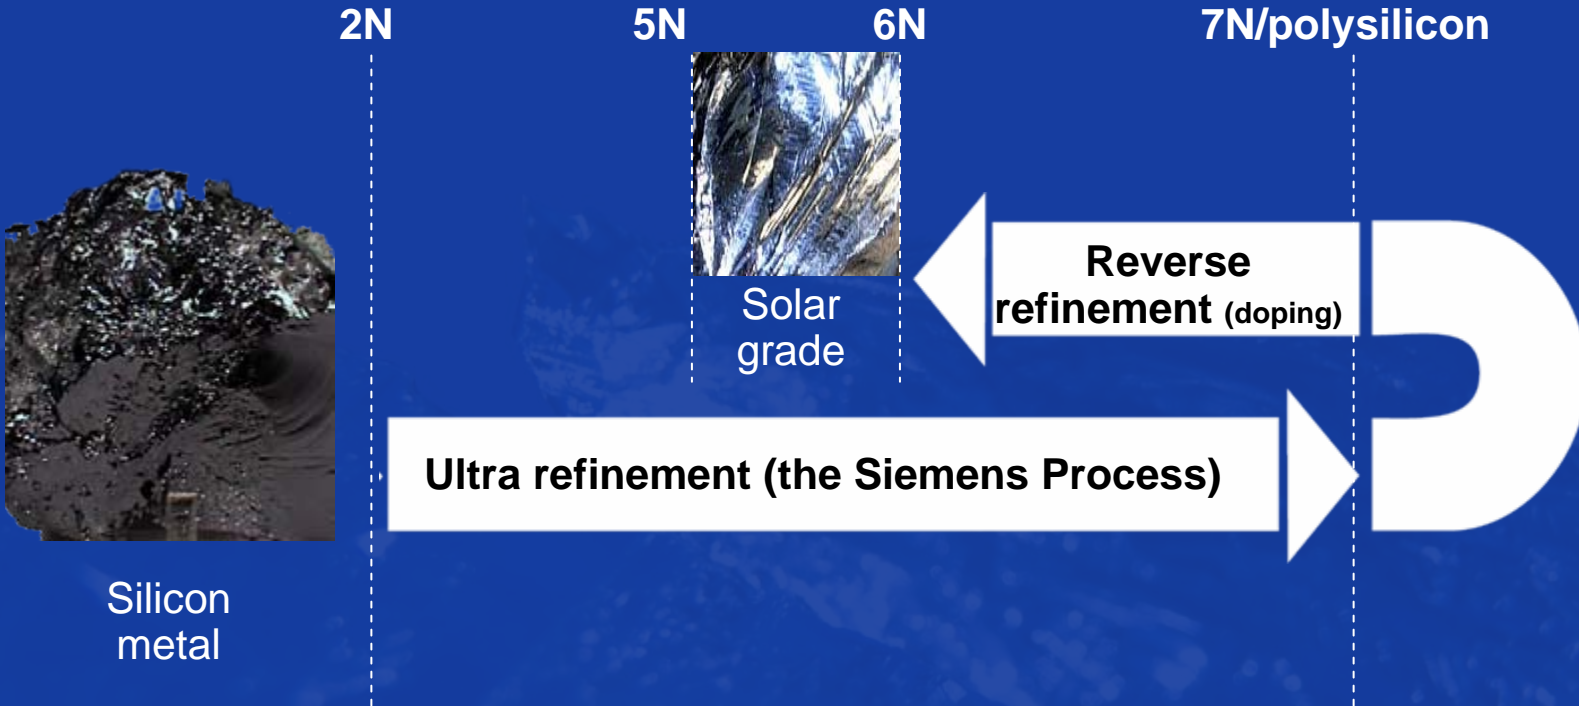 2N
5N
6N
7N/polysilicon
Solar
grade
Reverse
refinement (doping)
Ultra refinement (the Siemens Process)
Silicon
metal